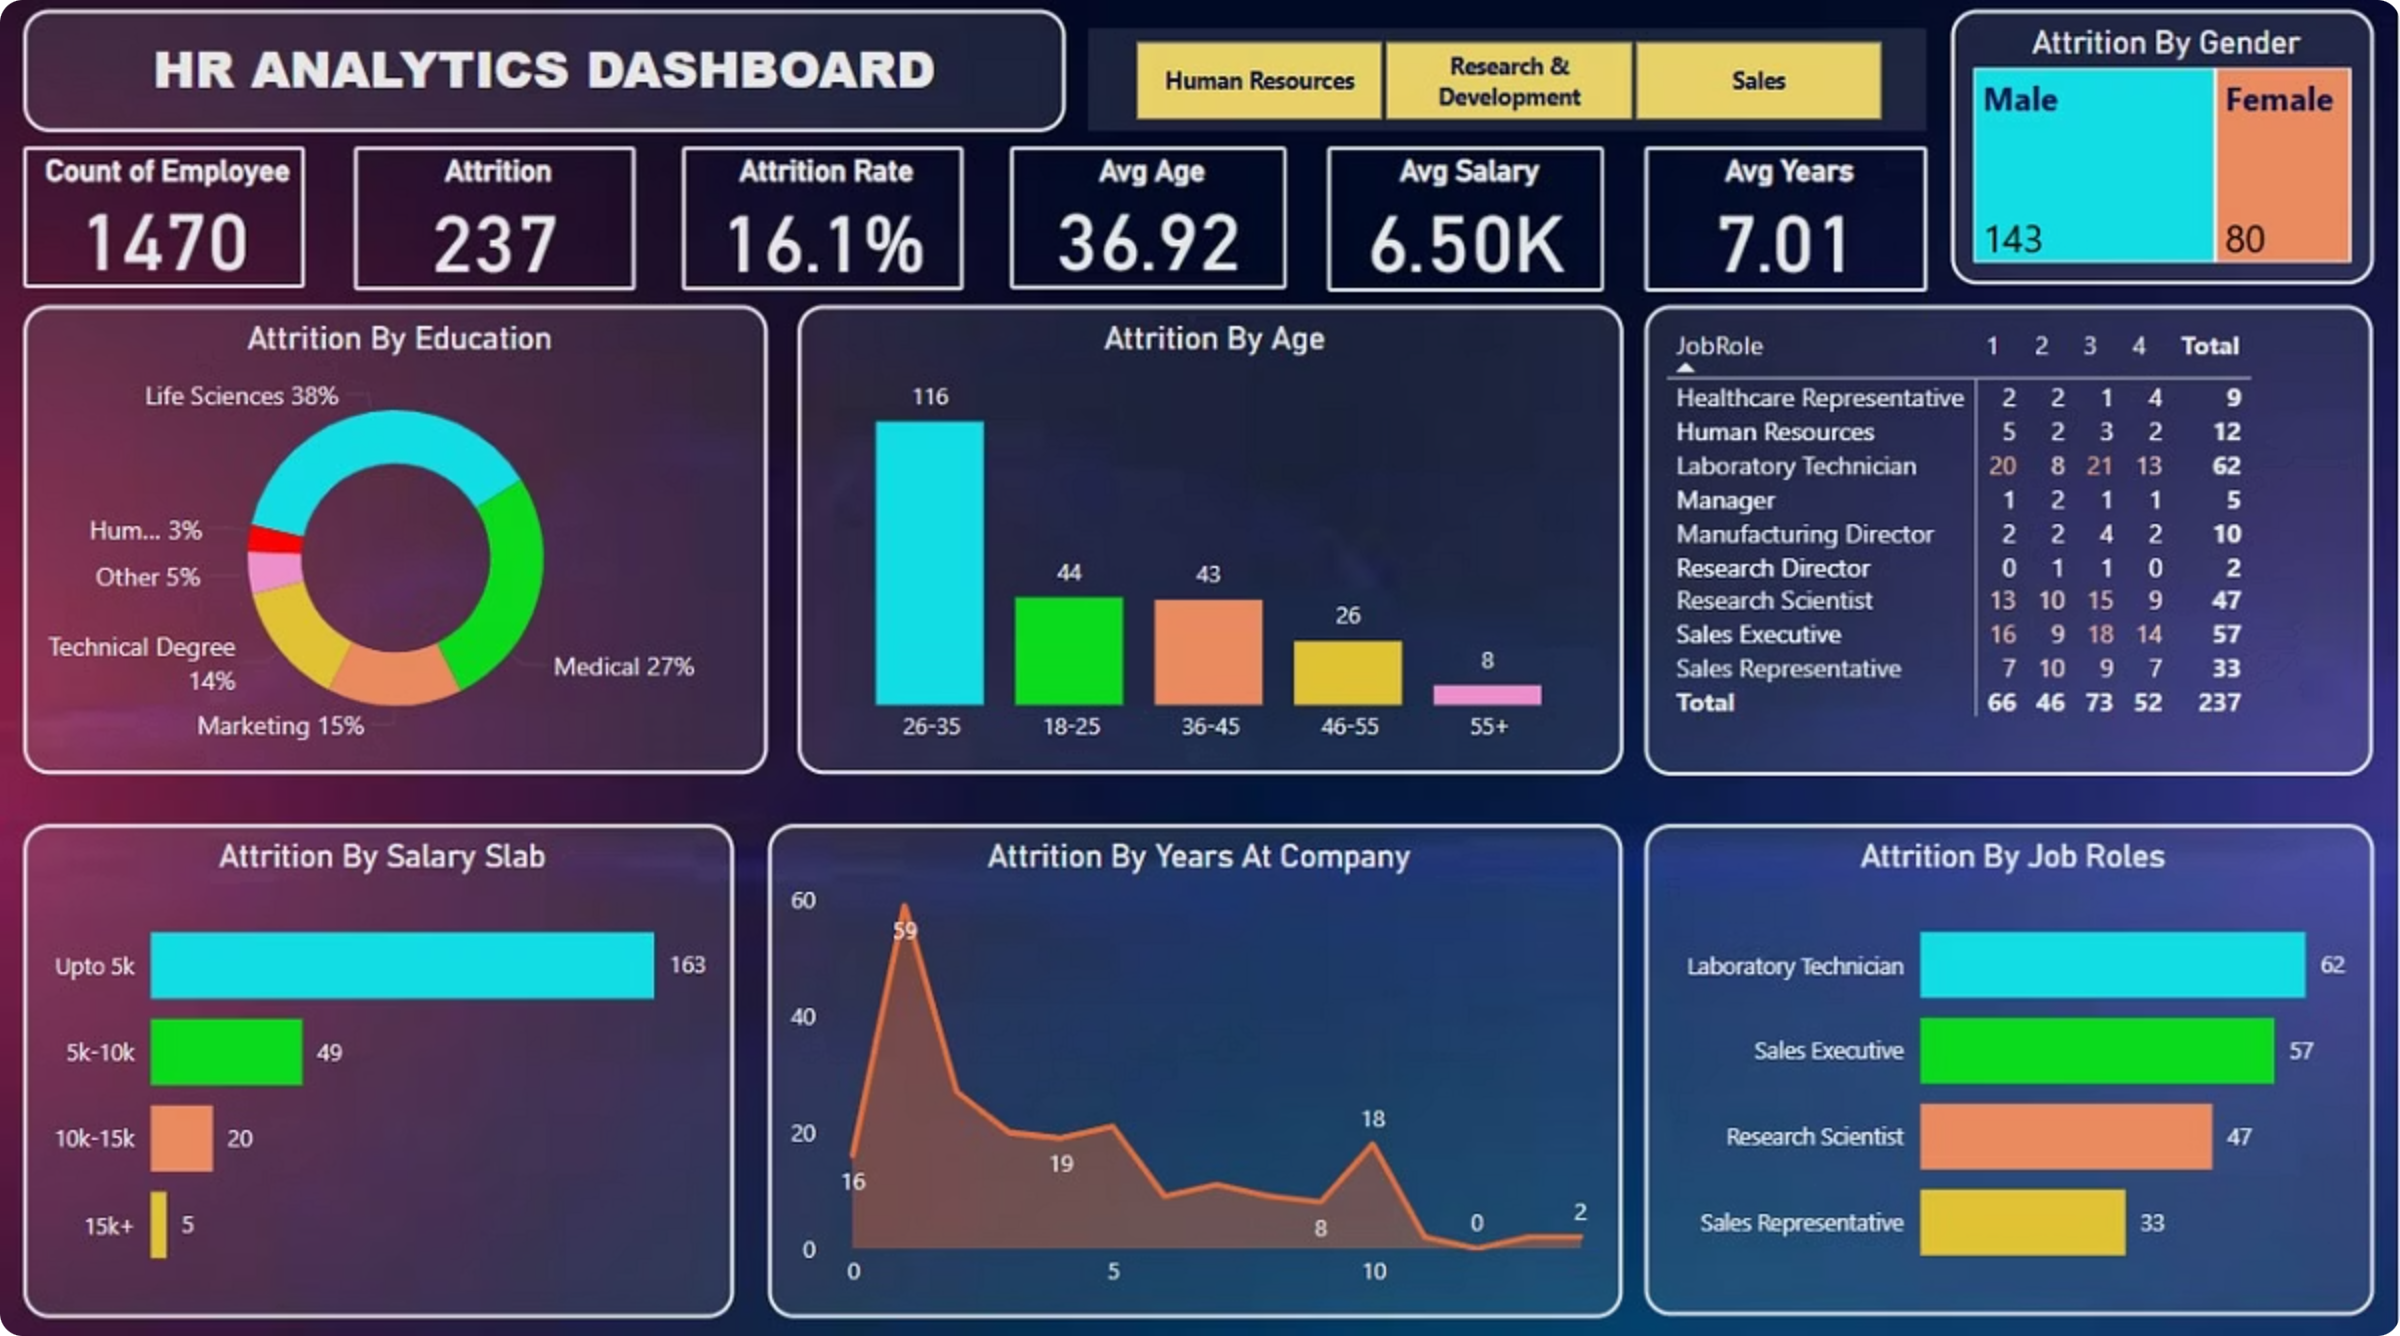 HR ANALYTICS DASHBOARD
Human Resources
Research &
Development
Sales
Attrition By Gender
Male
Female
143
80
Count of Employee
1470
Attrition
237
Attrition Rate
16.1%
Avg Age
36.92
Avg Salary
6.50K
Avg Years
7.01
Attrition By Education
Life Sciences 38%
Hum... 3%
Other 5%
Technical Degree
14%
Marketing 15%
Medical 27%
Attrition By Age
116
44
43
26
8
26-35
18-25
36-45
46-55
55+
JobRole 1 2 3 4 Total
Healthcare Representative 2 2 1 4 9
Human Resources 5 2 3 2 12
Laboratory Technician 20 8 21 13 62
Manager 1 2 1 1 5
Manufacturing Director 2 2 4 2 10
Research Director 0 1 1 0 2
Research Scientist 13 10 15 9 47
Sales Executive 16 9 18 14 57
Sales Representative 7 10 9 7 33
Total 66 46 73 52 237
Attrition By Salary Slab
Upto 5k 163
5k-10k 49
10k-15k 20
15k+ 5
Attrition By Years At Company
60
40
20
0
16
59
19
8
18
0
2
0
5
10
Attrition By Job Roles
Laboratory Technician 62
Sales Executive 57
Research Scientist 47
Sales Representative 33